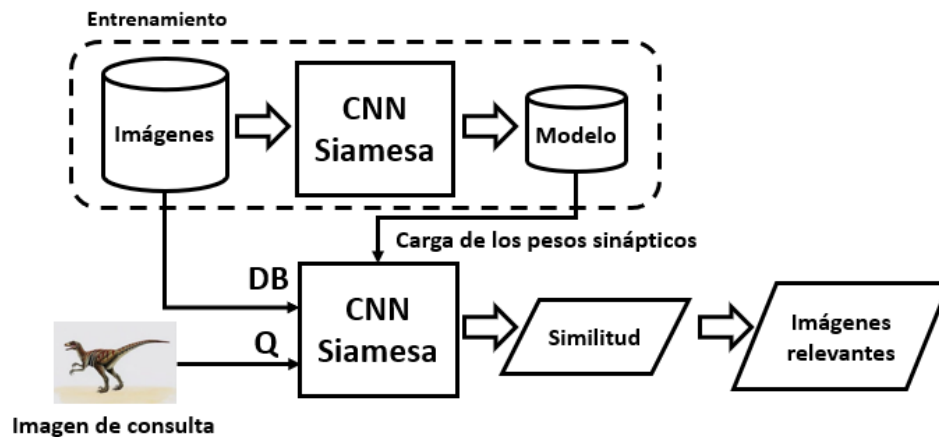 Entrenamiento
Imágenes
CNN
Siamesa
Modelo
Carga de los pesos sinápticos
DB
CNN
Siamesa
Q
Similitud
Imágenes
relevantes
Imagen de consulta